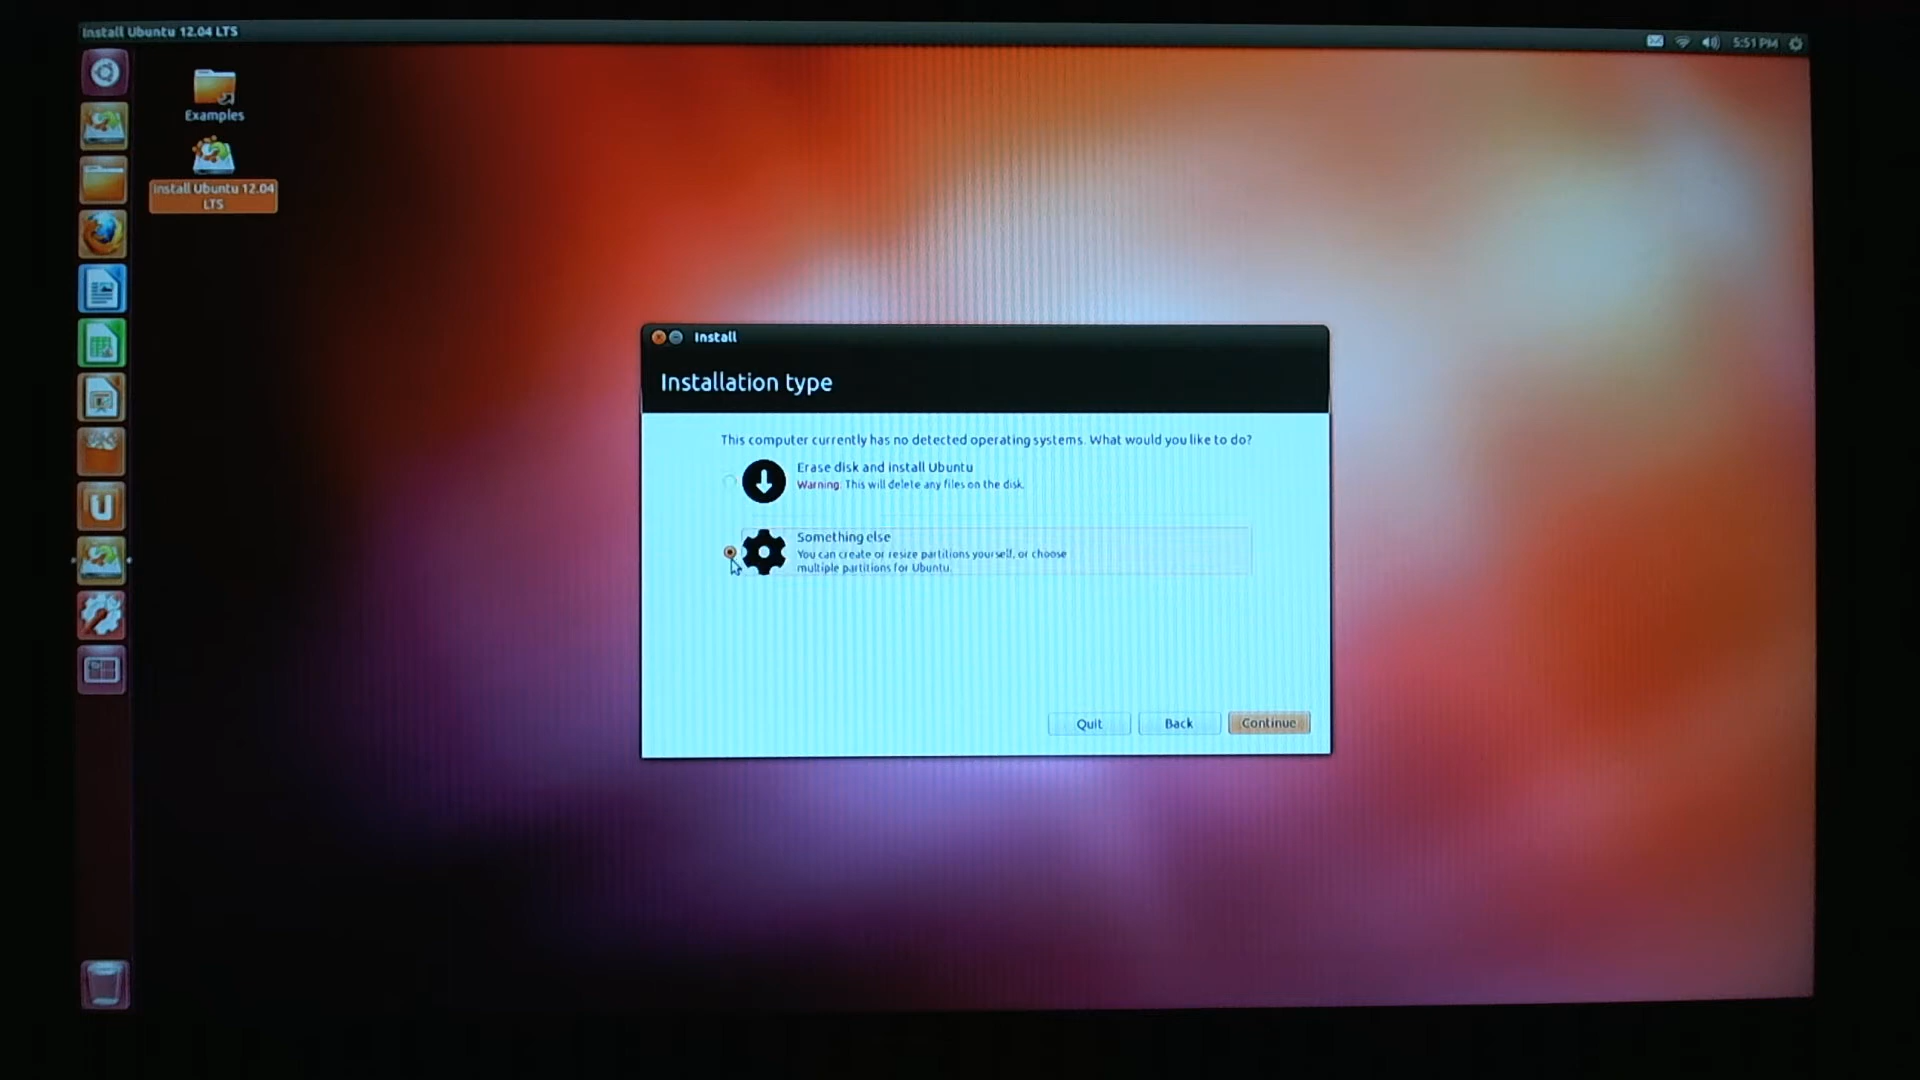 Install Ubuntu 12.04 LTS
5:51 PM
Examples
Install Ubuntu 12.04
LTS
Install
Installation type
This computer currently has no detected operating systems. What would you like to do?
Erase disk and install Ubuntu
Warning: This will delete any files on the disk.
Something else
You can create or resize partitions yourself, or choose
multiple partitions for Ubuntu.
Quit
Back
Continue